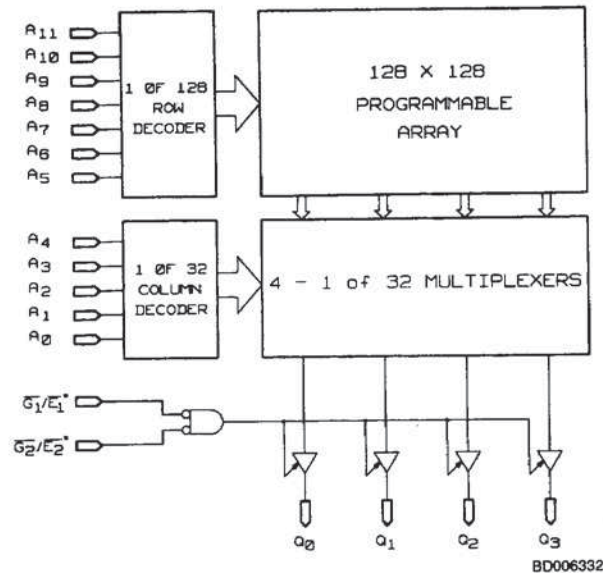 A11
A10
A9
A8
A7
A6
A5
1 0F 128
ROW
DECODER
128 X 128
PROGRAMMABLE
ARRAY
A4
A3
A2
A1
A0
1 0F 32
COLUMN
DECODER
4 - 1 of 32 MULTIPLEXERS
G1/E1*
G2/E2*
Q0
Q1
Q2
Q3
BD006332